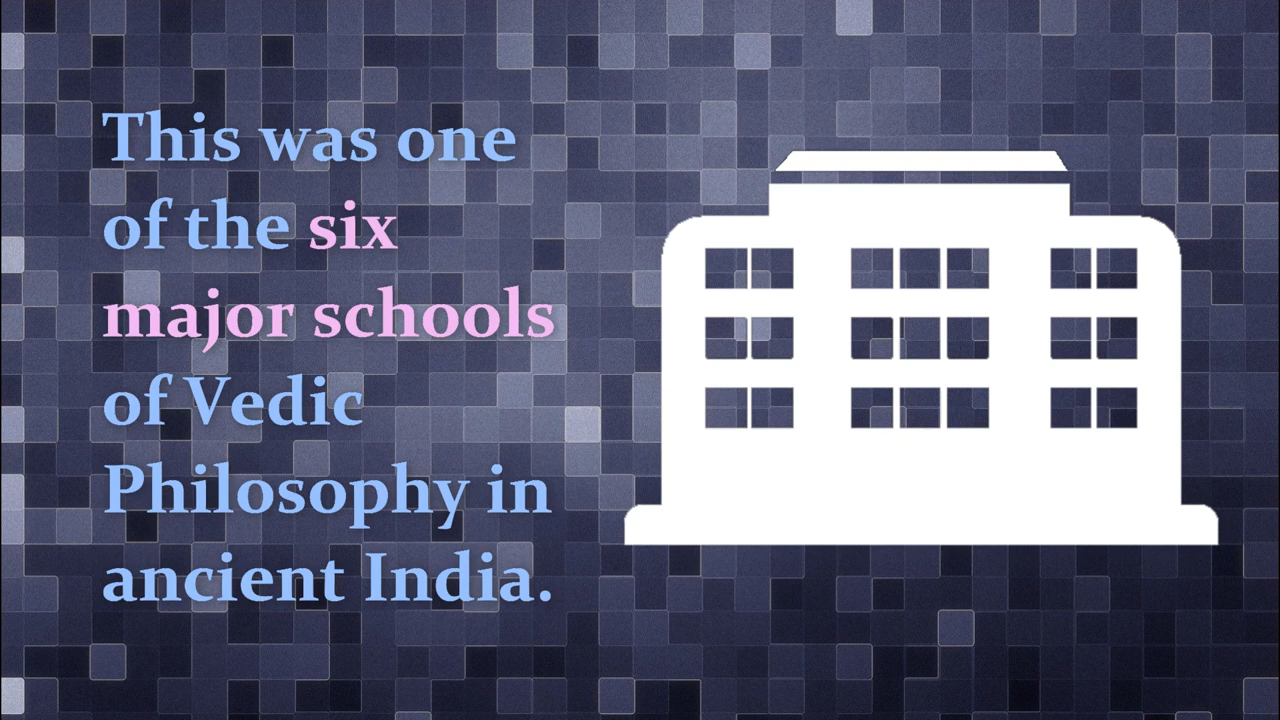 This was one
of the six
major schools
of Vedic
Philosophy in
ancient India.